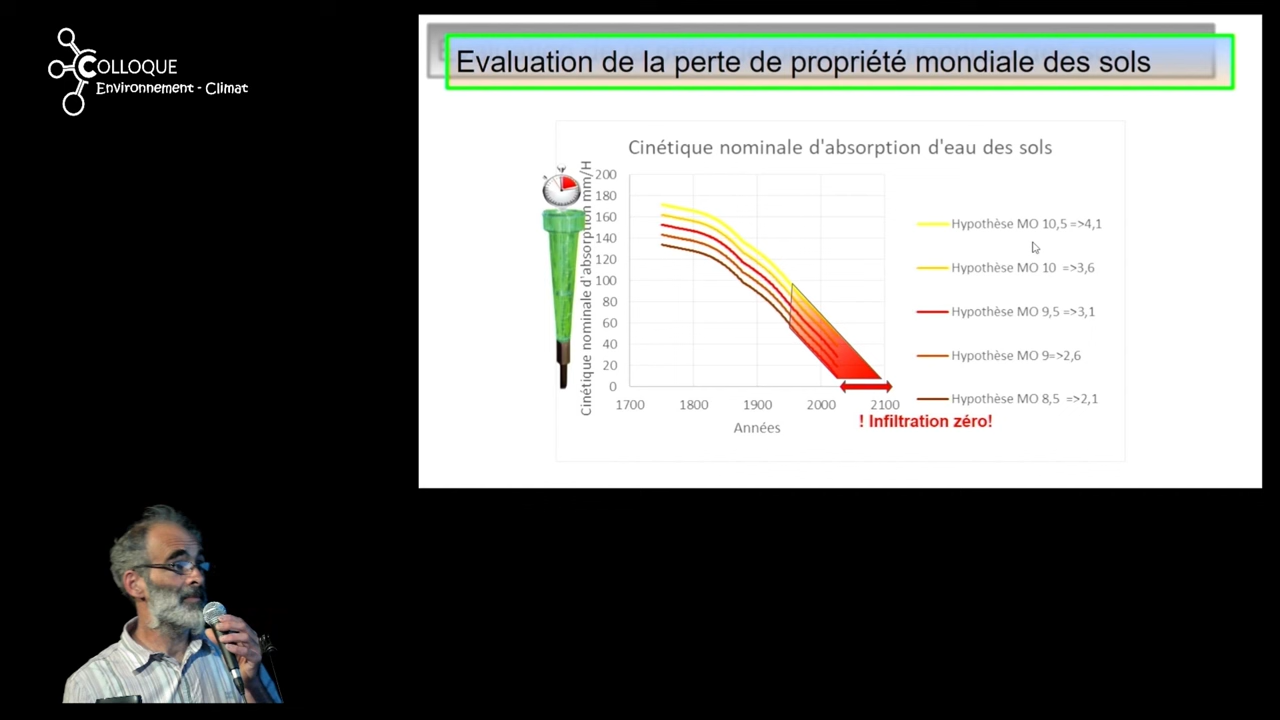 COLLOQUE
Environnement - Climat
Evaluation de la perte de propriété mondiale des sols
Cinétique nominale d'absorption d'eau des sols
Cinétique nominale d'absorption mm/H
200
180
160
140
120
100
80
60
40
20
0
1700 1800 1900 2000 2100
Années
! Infiltration zéro!
Hypothèse MO 10,5 =>4,1
Hypothèse MO 10 =>3,6
Hypothèse MO 9,5 =>3,1
Hypothèse MO 9=>2,6
Hypothèse MO 8,5 =>2,1